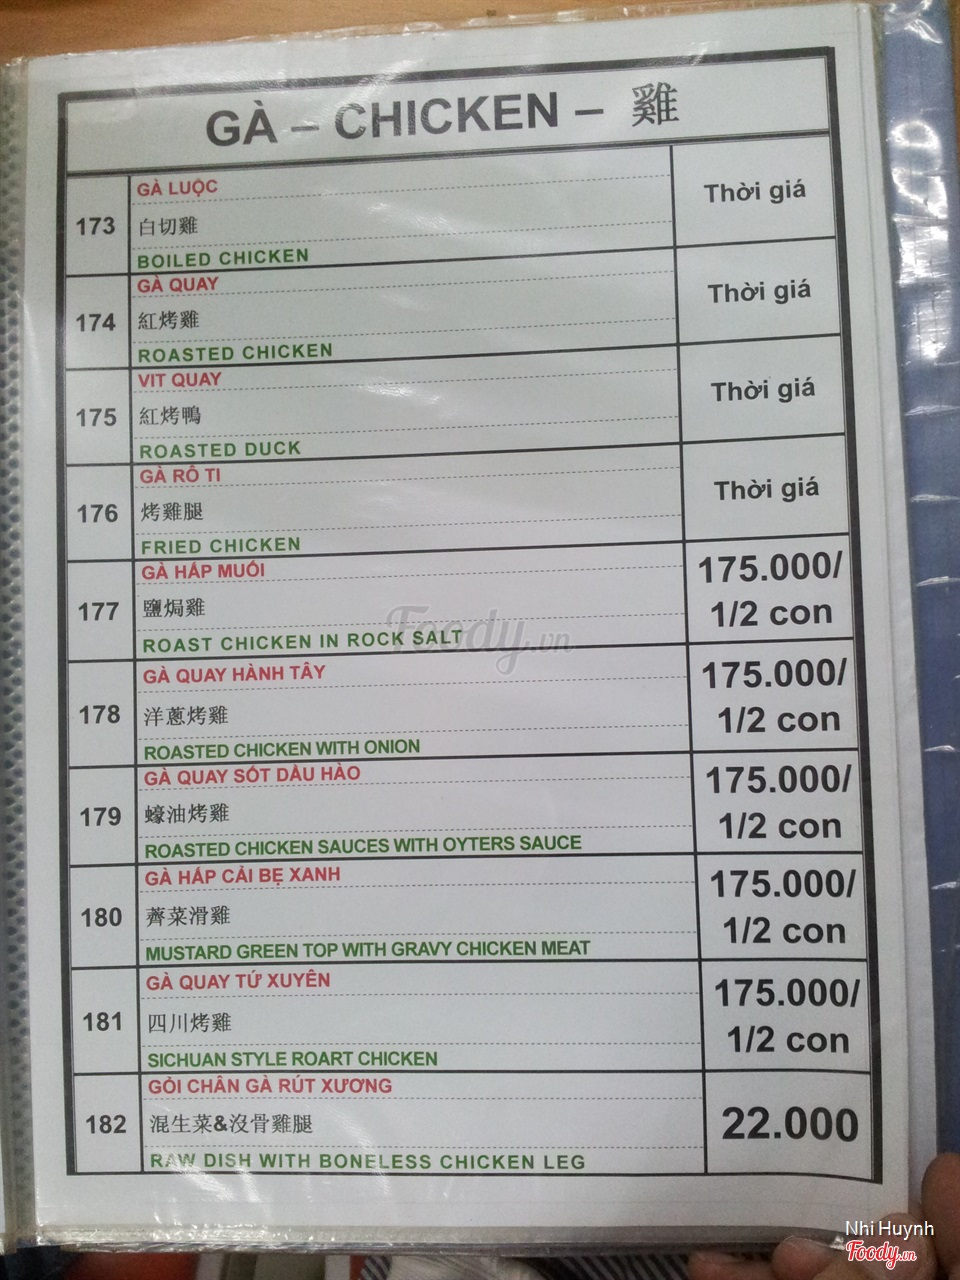 GÀ – CHICKEN – 雞
173
GÀ LUỘC
白切雞
BOILED CHICKEN
Thời giá
174
GÀ QUAY
紅烤雞
ROASTED CHICKEN
Thời giá
175
VIT QUAY
紅烤鴨
ROASTED DUCK
Thời giá
176
GÀ RÔ TI
烤雞腿
FRIED CHICKEN
Thời giá
177
GÀ HẤP MUỐI
鹽焗雞
ROAST CHICKEN IN ROCK SALT
175.000/
1/2 con
178
GÀ QUAY HÀNH TÂY
洋蔥烤雞
ROASTED CHICKEN WITH ONION
175.000/
1/2 con
179
GÀ QUAY SỐT DẦU HÀO
蠔油烤雞
ROASTED CHICKEN SAUCES WITH OYTERS SAUCE
175.000/
1/2 con
180
GÀ HẤP CẢI BẸ XANH
薺菜滑雞
MUSTARD GREEN TOP WITH GRAVY CHICKEN MEAT
175.000/
1/2 con
181
GÀ QUAY TỨ XUYÊN
四川烤雞
SICHUAN STYLE ROART CHICKEN
175.000/
1/2 con
182
GỎI CHÂN GÀ RÚT XƯƠNG
混生菜&沒骨雞腿
RAW DISH WITH BONELESS CHICKEN LEG
22.000
Foody.vn
Nhi Huynh
Foody.vn